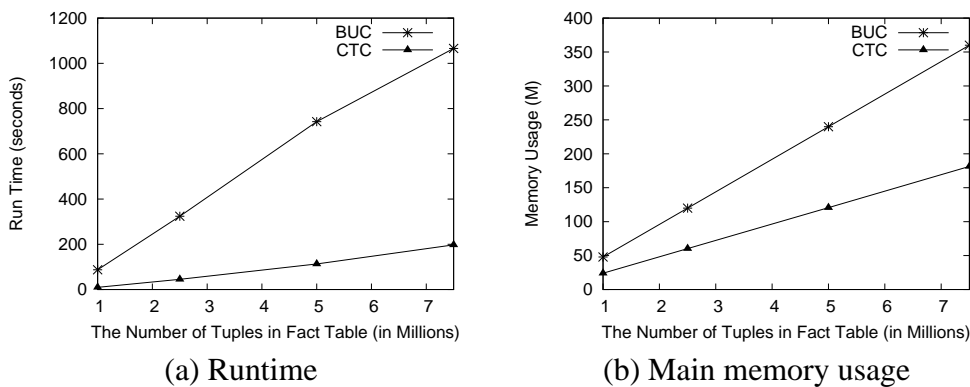 1200
1000
800
600
400
200
0
Run Time (seconds)
BUC
CTC
1 2 3 4 5 6 7
The Number of Tuples in Fact Table (in Millions)
(a) Runtime
400
350
300
250
200
150
100
50
0
Memory Usage (M)
BUC
CTC
1 2 3 4 5 6 7
The Number of Tuples in Fact Table (in Millions)
(b) Main memory usage